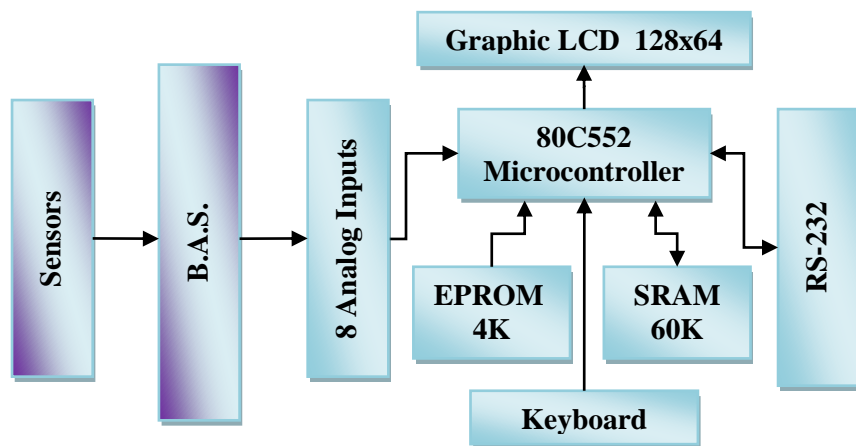 Graphic LCD 128x64
Sensors
B.A.S.
8 Analog Inputs
80C552
Microcontroller
RS-232
EPROM
4K
SRAM
60K
Keyboard